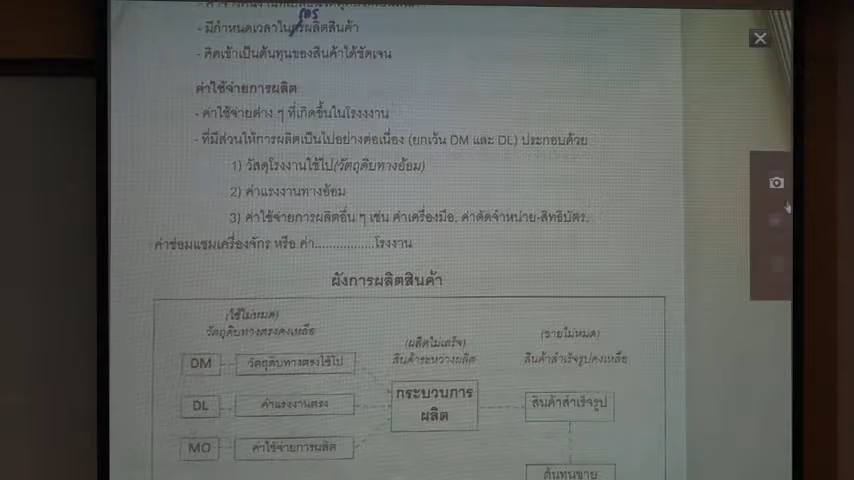 การ
- มีกำหนดเวลาในการผลิตสินค้า
- คิดเข้าเป็นต้นทุนของสินค้าได้ชัดเจน
ค่าใช้จ่ายการผลิต
- ค่าใช้จ่ายต่าง ๆ ที่เกิดขึ้นในโรงงาน
- ที่มีส่วนให้การผลิตเป็นไปอย่างต่อเนื่อง (ยกเว้น DM และ DL) ประกอบด้วย
1) วัสดุโรงงานใช้ไป(วัตถุดิบทางอ้อม)
2) ค่าแรงงานทางอ้อม
3) ค่าใช้จ่ายการผลิตอื่น ๆ เช่น ค่าเครื่องมือ, ค่าตัดจำหน่าย-สิทธิบัตร,
ค่าซ่อมแซมเครื่องจักร หรือ ค่า.................โรงงาน
ผังการผลิตสินค้า
(ใช้ไม่หมด)
วัตถุดิบทางตรงคงเหลือ
(ผลิตไม่เสร็จ)
สินค้าระหว่างผลิต
(ขายไม่หมด)
สินค้าสำเร็จรูปคงเหลือ
DM วัตถุดิบทางตรงใช้ไป
DL ค่าแรงงานตรง
MO ค่าใช้จ่ายการผลิต
กระบวนการ
ผลิต
สินค้าสำเร็จรูป
ต้นทุนขาย